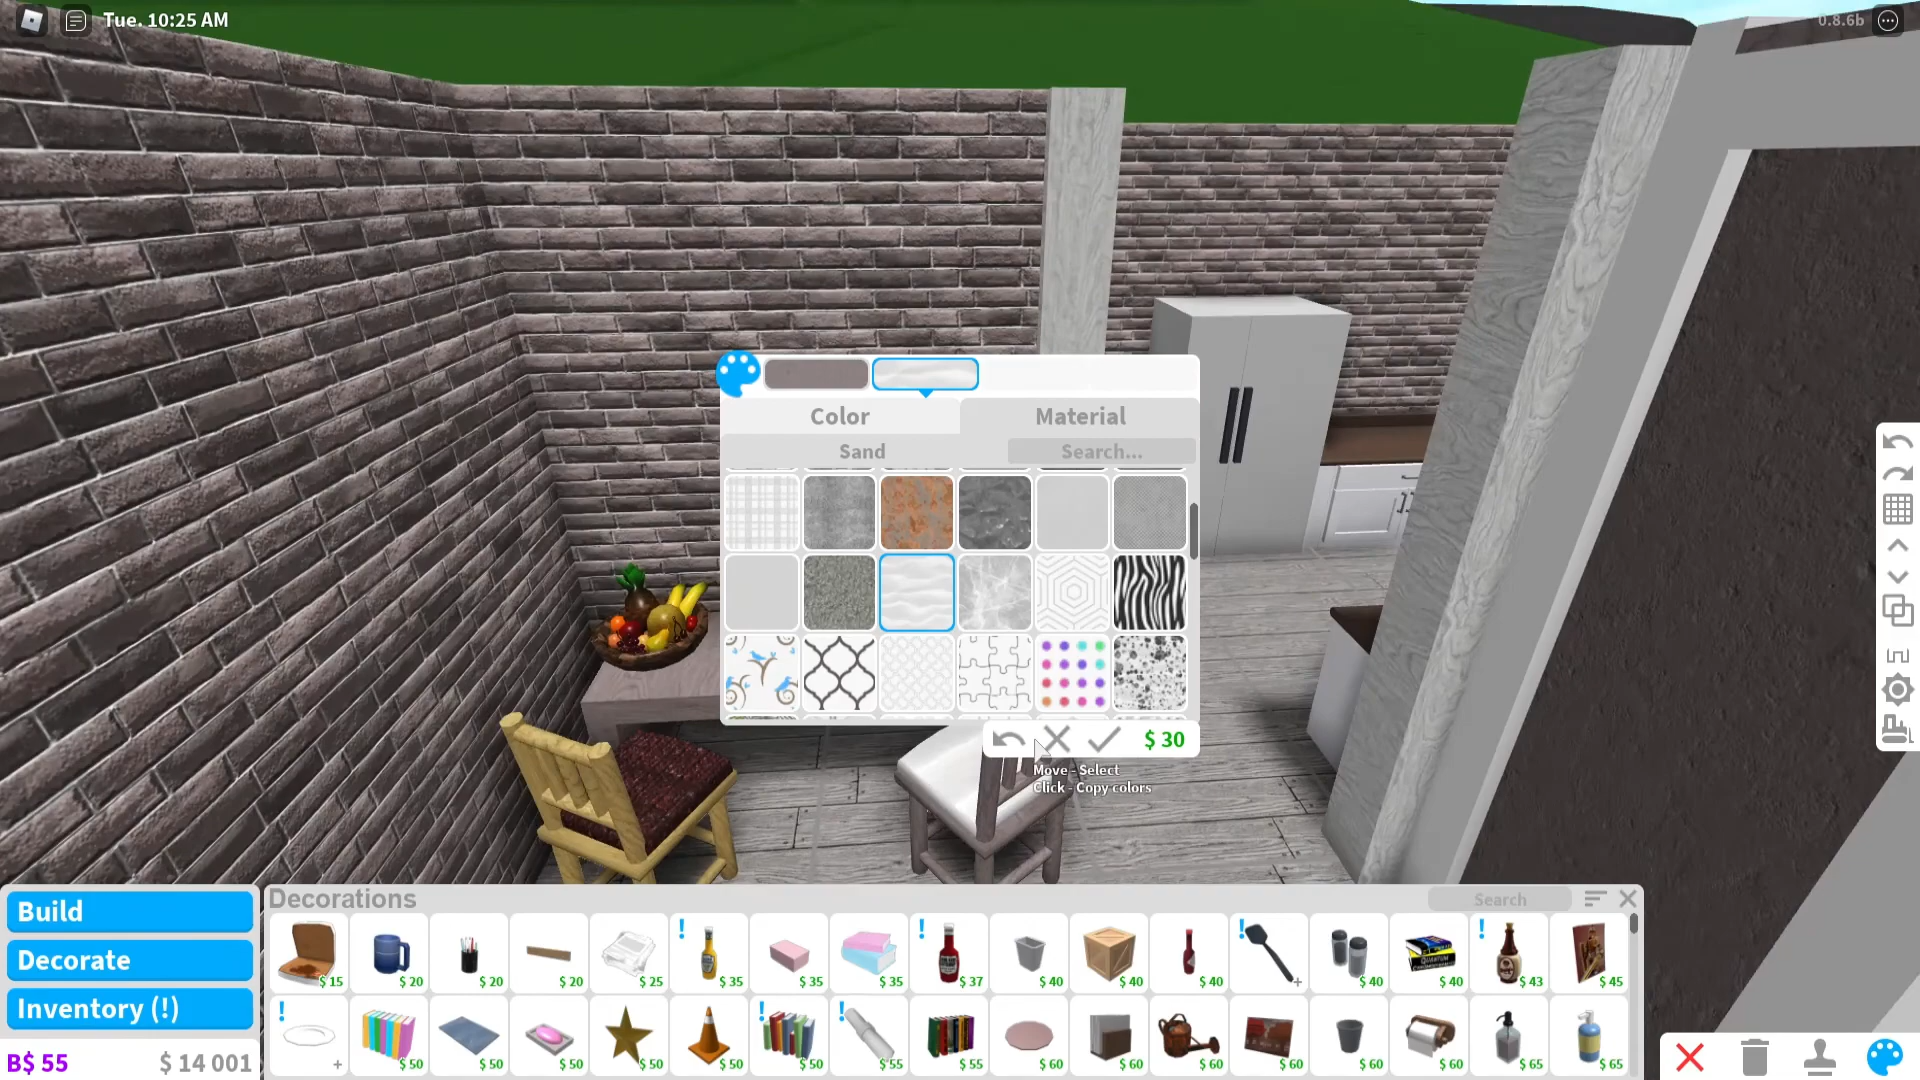 Tue. 10:25 AM
0.8.6b
Color
Material
Sand
Search...
$ 30
Move - Select
Click - Copy colors
Build
Decorate
Inventory (!)
B$ 55
$ 14 001
Decorations
Search
$ 15
$ 20
$ 20
$ 20
$ 25
! $ 35
$ 35
$ 35
! $ 37
$ 40
$ 40
$ 40
! +
$ 40
$ 40
! $ 43
$ 45
! +
$ 50
$ 50
$ 50
$ 50
$ 50
! $ 50
! $ 55
$ 55
$ 60
$ 60
$ 60
$ 60
$ 60
$ 60
$ 65
$ 65